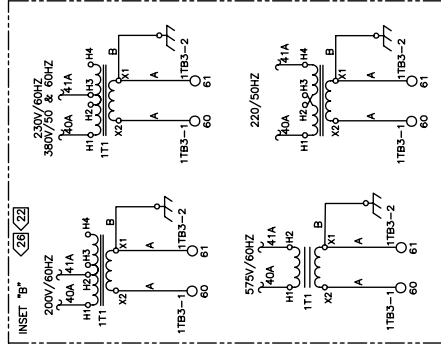 INSET "B"
26
22
200V/60HZ
40A
41A
H1
H2
H3
H4
1T1
X2
X1
B
A
A
1TB3-1
60
61
1TB3-2
230V/60HZ
380V/50 & 60HZ
40A
41A
H1
H2
H3
H4
1T1
X2
X1
B
A
A
1TB3-1
60
61
1TB3-2
575V/60HZ
40A
41A
H1
H2
1T1
X2
X1
B
A
A
1TB3-1
60
61
1TB3-2
220/50HZ
40A
41A
H1
H2
H3
H4
X2
X1
B
A
A
1TB3-1
60
61
1TB3-2